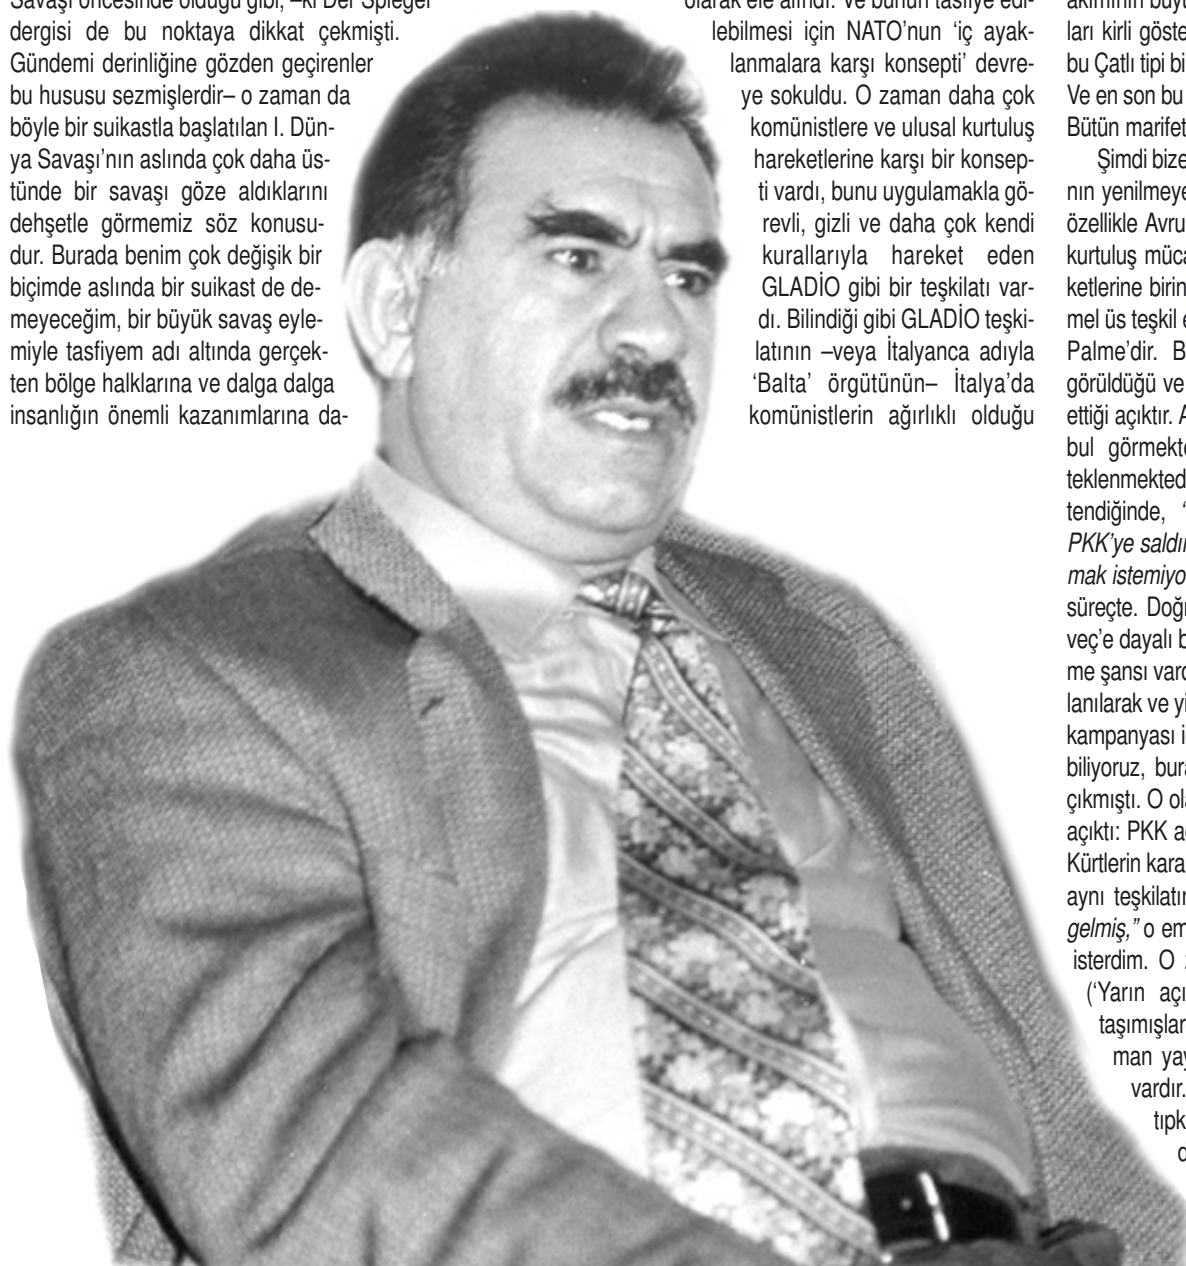 Savaşı öncesinde olduğu gibi, –ki Der Spiegel
dergisi de bu noktaya dikkat çekmişti.
Gündemi derinliğine gözden geçirenler
bu hususu sezmişlerdir– o zaman da
böyle bir suikastla başlatılan I. Dün-
ya Savaşı’nın aslında çok daha üs-
tünde bir savaşı göze aldıklarını
dehşetle görmemiz söz konusu-
dur. Burada benim çok değişik bir
biçimde aslında bir suikast de de-
meyeceğim, bir büyük savaş eyle-
miyle tasfiyem adı altında gerçek-
ten bölge halklarına ve dalga dalga
insanlığın önemli kazanımlarına da-
olarak ele alındı. Ve bunun tasfiye edi-
lebilmesi için NATO’nun ‘iç ayak-
lanmalara karşı konsepti’ devre-
ye sokuldu. O zaman daha çok
komünistlere ve ulusal kurtuluş
hareketlerine karşı bir konsep-
ti vardı, bunu uygulamakla gö-
revli, gizli ve daha çok kendi
kurallarıyla hareket eden
GLADİO gibi bir teşkilatı var-
dı. Bilindiği gibi GLADİO teşki-
latının –veya İtalyanca adıyla
‘Balta’ örgütünün– İtalya’da
komünistlerin ağırlıklı olduğu
akımının büyü
ları kirli göste
bu Çatlı tipi bi
Ve en son bu
Bütün marifet
Şimdi bize
nın yenilmeye
özellikle Avru
kurtuluş müca
ketlerine birin
mel üs teşkil e
Palme’dir. B
görüldüğü ve
ettiği açıktır. A
bul görmekte
teklenmekted
tendiğinde, “
PKK’ye saldır
mak istemiyo
süreçte. Doğr
veç’e dayalı b
me şansı vard
lanılarak ve yi
kampanyası iç
biliyoruz, bura
çıkmıştı. O ola
açıktı: PKK ad
Kürtlerin kara
aynı teşkilatın
gelmiş,” o em
isterdim. O z
(‘Yarın açı
taşımışlar
man yay
vardır.
tıpk
d